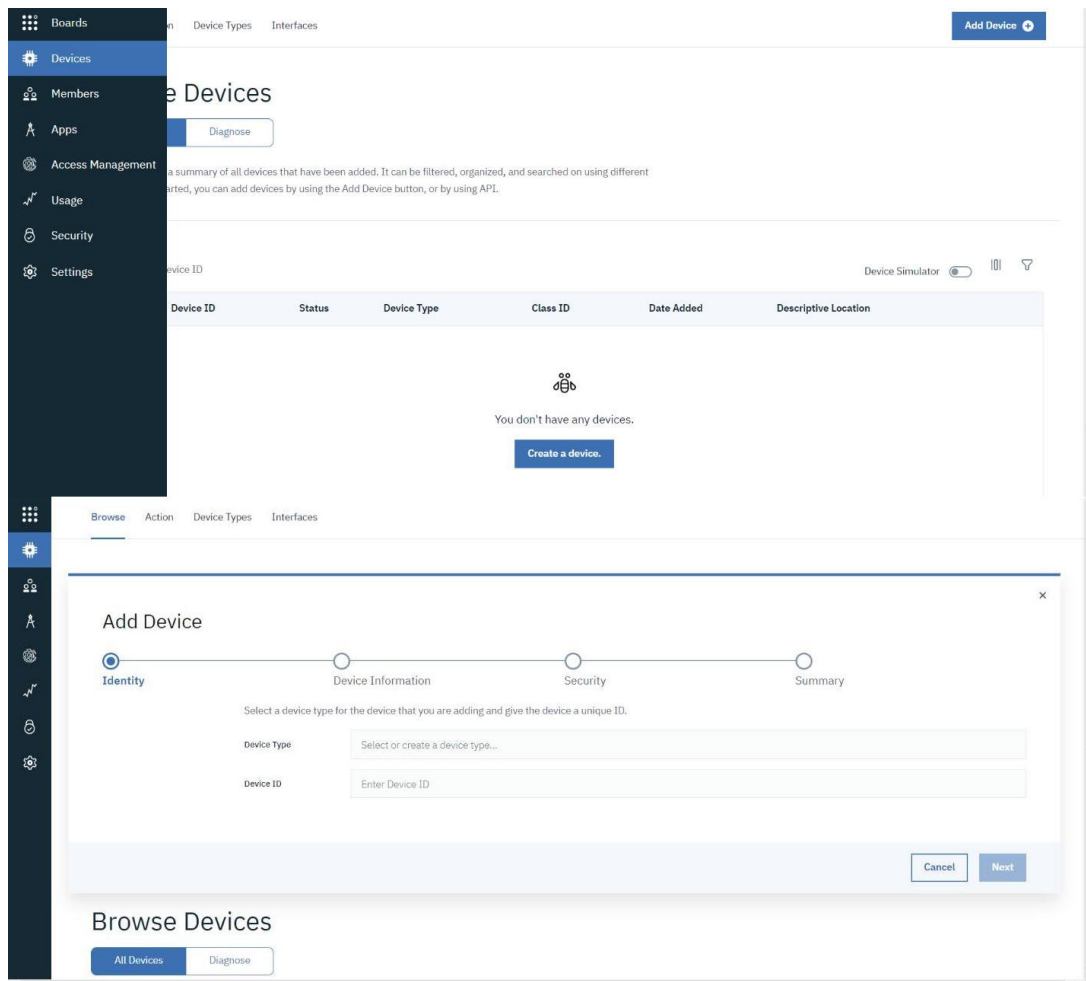 Boards
n Device Types Interfaces
Add Device
Devices
Members
e Devices
Apps
Diagnose
Access Management
a summary of all devices that have been added. It can be filtered, organized, and searched on using different
arted, you can add devices by using the Add Device button, or by using API.
Usage
Security
Settings
evice ID
Device Simulator
Device ID Status Device Type Class ID Date Added Descriptive Location
You don't have any devices.
Create a device.
Browse Action Device Types Interfaces
Add Device
Identity Device Information Security Summary
Select a device type for the device that you are adding and give the device a unique ID.
Device Type Select or create a device type...
Device ID Enter Device ID
Cancel Next
Browse Devices
All Devices Diagnose